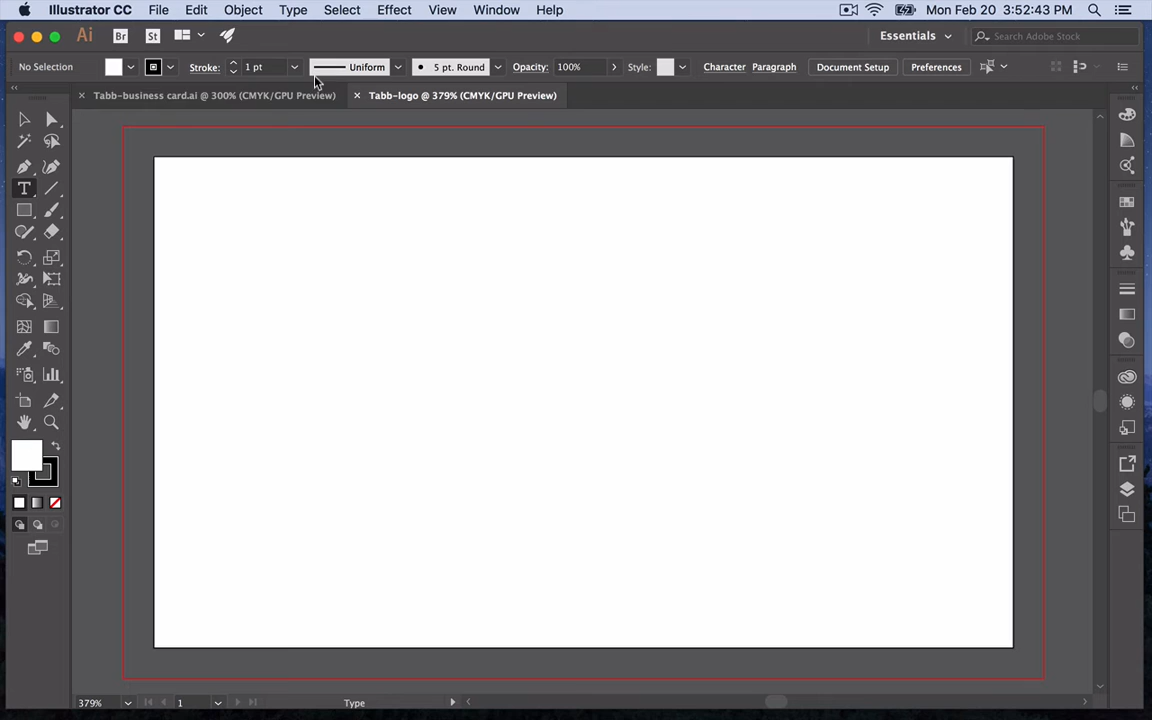 Illustrator CC File Edit Object Type Select Effect View Window Help Mon Feb 20 3:52:43 PM
Ai Br St Essentials Search Adobe Stock
No Selection Stroke: 1 pt Uniform 5 pt. Round Opacity: 100% Style: Character Paragraph Document Setup Preferences
Tabb-business card.ai @ 300% (CMYK/GPU Preview) Tabb-logo @ 379% (CMYK/GPU Preview)
T
379% 1 Type